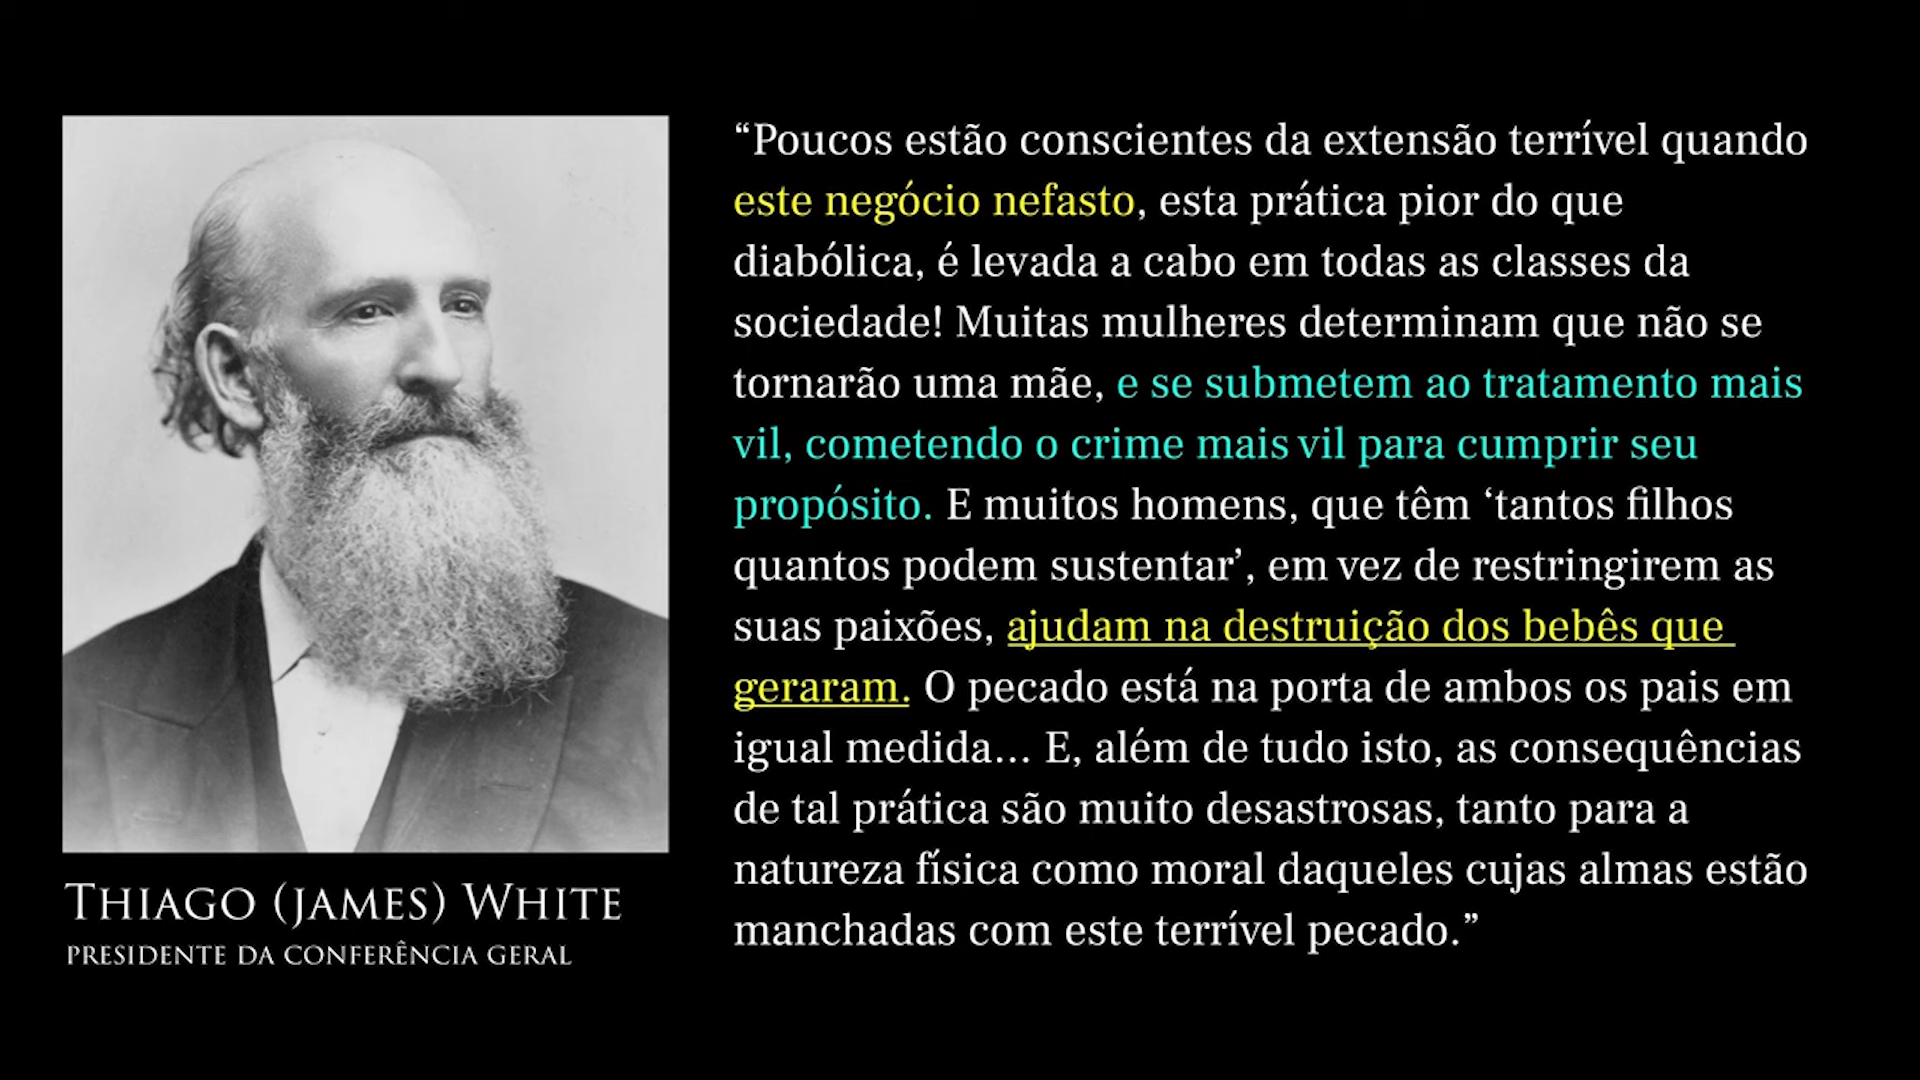 “Poucos estão conscientes da extensão terrível quando
este negócio nefasto, esta prática pior do que
diabólica, é levada a cabo em todas as classes da
sociedade! Muitas mulheres determinam que não se
tornarão uma mãe, e se submetem ao tratamento mais
vil, cometendo o crime mais vil para cumprir seu
propósito. E muitos homens, que têm ‘tantos filhos
quantos podem sustentar’, em vez de restringirem as
suas paixões, ajudam na destruição dos bebês que
geraram. O pecado está na porta de ambos os pais em
igual medida... E, além de tudo isto, as consequências
de tal prática são muito desastrosas, tanto para a
natureza física como moral daqueles cujas almas estão
manchadas com este terrível pecado.”
THIAGO (JAMES) WHITE
PRESIDENTE DA CONFERÊNCIA GERAL